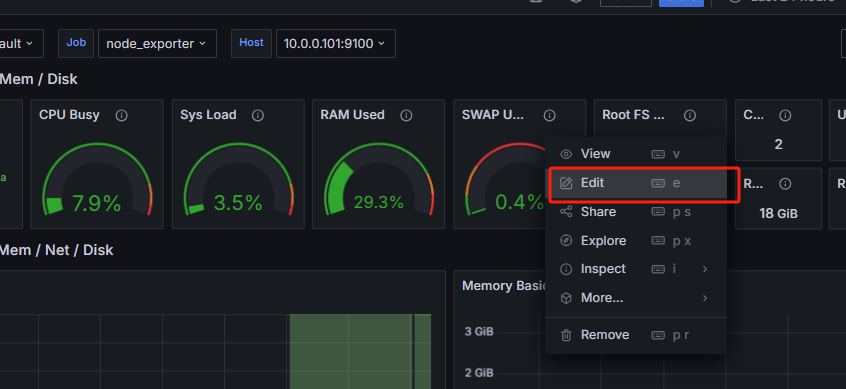 ault Job node_exporter Host 10.0.0.101:9100
Mem / Disk
CPU Busy Sys Load RAM Used SWAP U... Root FS ... C... U
7.9% 3.5% 29.3% 0.4% 2
a
R... R
18 GiB
View v
Edit e
Share p s
Explore p x
Inspect i
More...
Remove p r
Mem / Net / Disk
Memory Basi
3 GiB
2 GiB